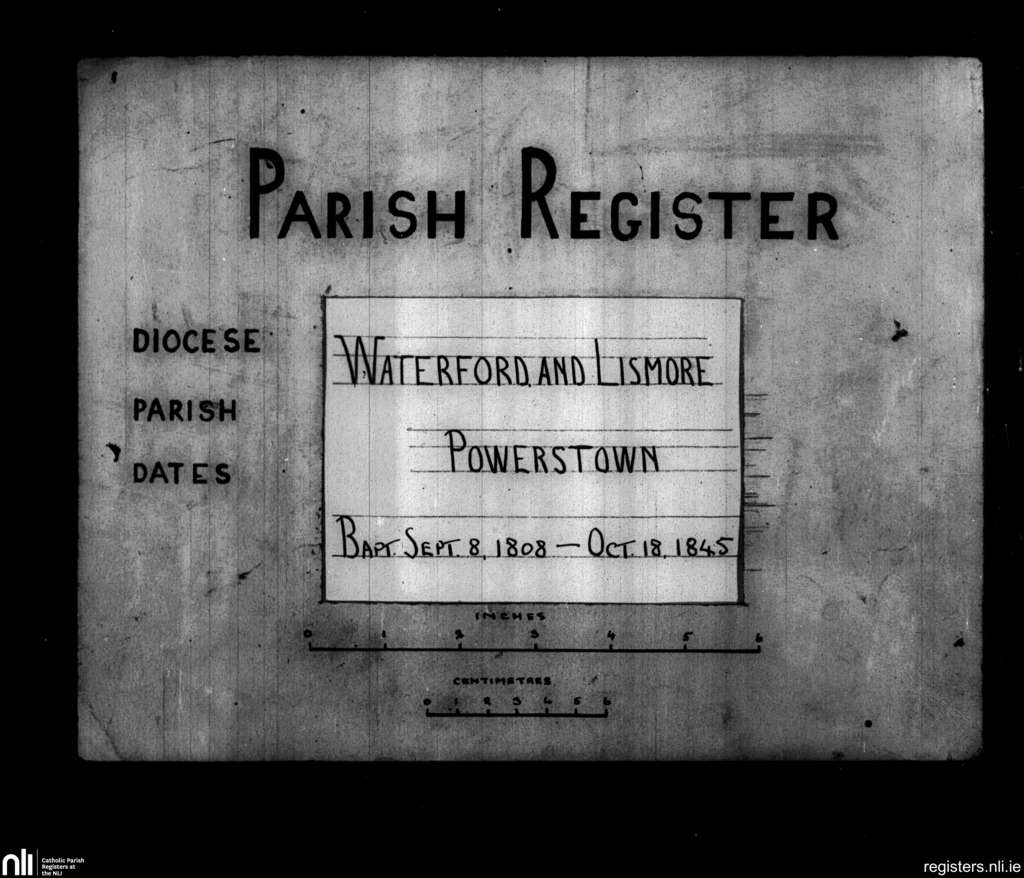 PARISH REGISTER
DIOCESE WATERFORD AND LISMORE
PARISH POWERSTOWN
DATES BAPT. SEPT. 8, 1808 — OCT. 18, 1845
INCHES
0 1 2 3 4 5 6
CENTIMETRES
0 1 2 3 4 5 6
nli Catholic Parish
Registers at
the NLI
registers.nli.ie